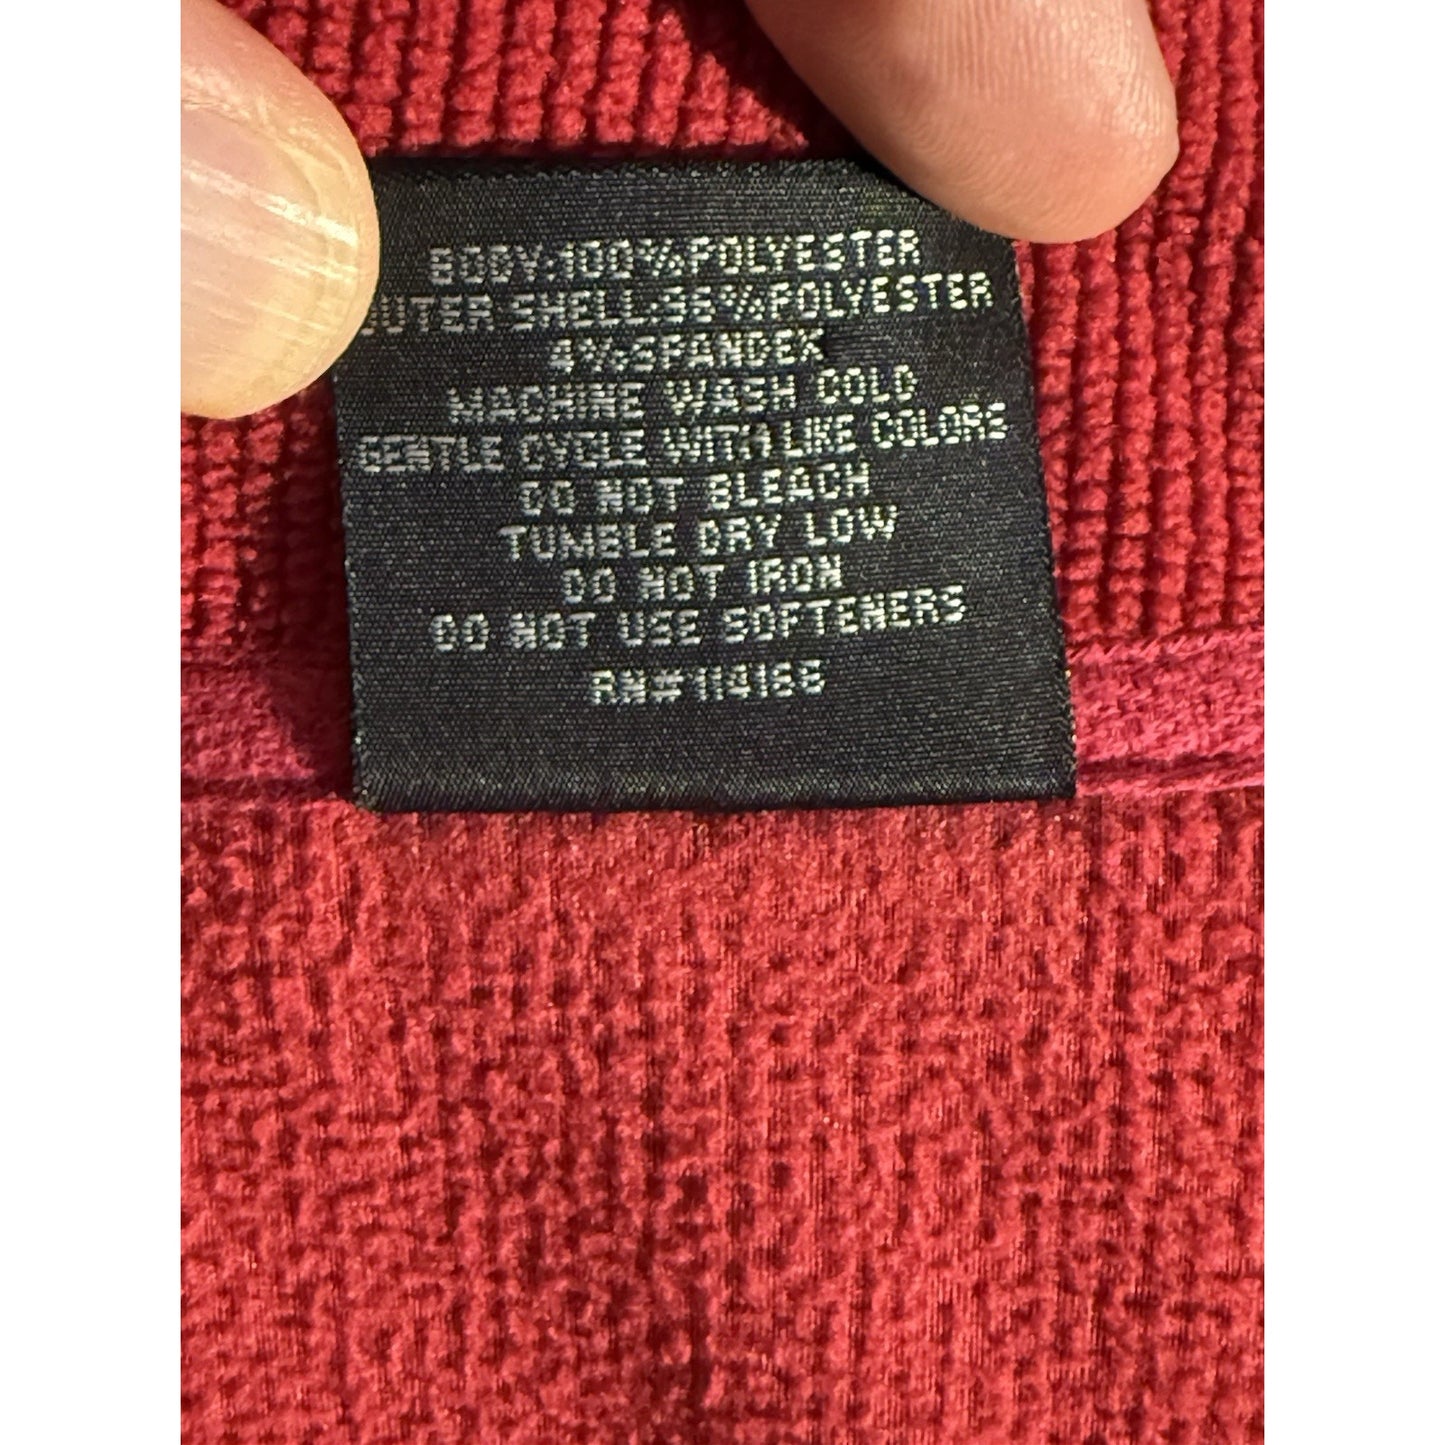 BODY:100%POLYESTER
OUTER SHELL:96%POLYESTER
4%SPANDEX
MACHINE WASH COLD
GENTLE CYCLE WITH LIKE COLORS
DO NOT BLEACH
TUMBLE DRY LOW
DO NOT IRON
DO NOT USE SOFTENERS
RN#114166